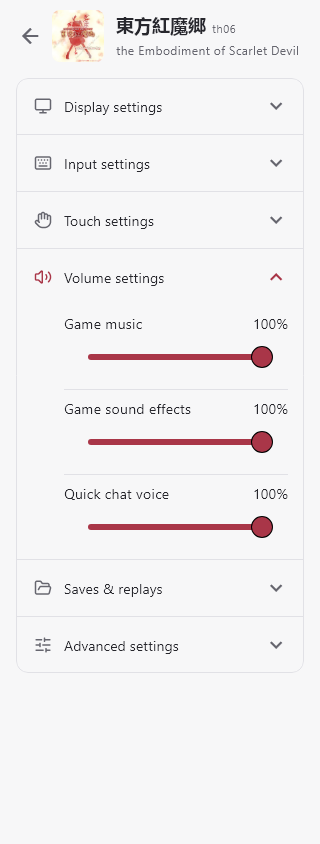 東方紅魔郷 th06
the Embodiment of Scarlet Devil
Display settings
Input settings
Touch settings
Volume settings
Game music 100%
Game sound effects 100%
Quick chat voice 100%
Saves & replays
Advanced settings